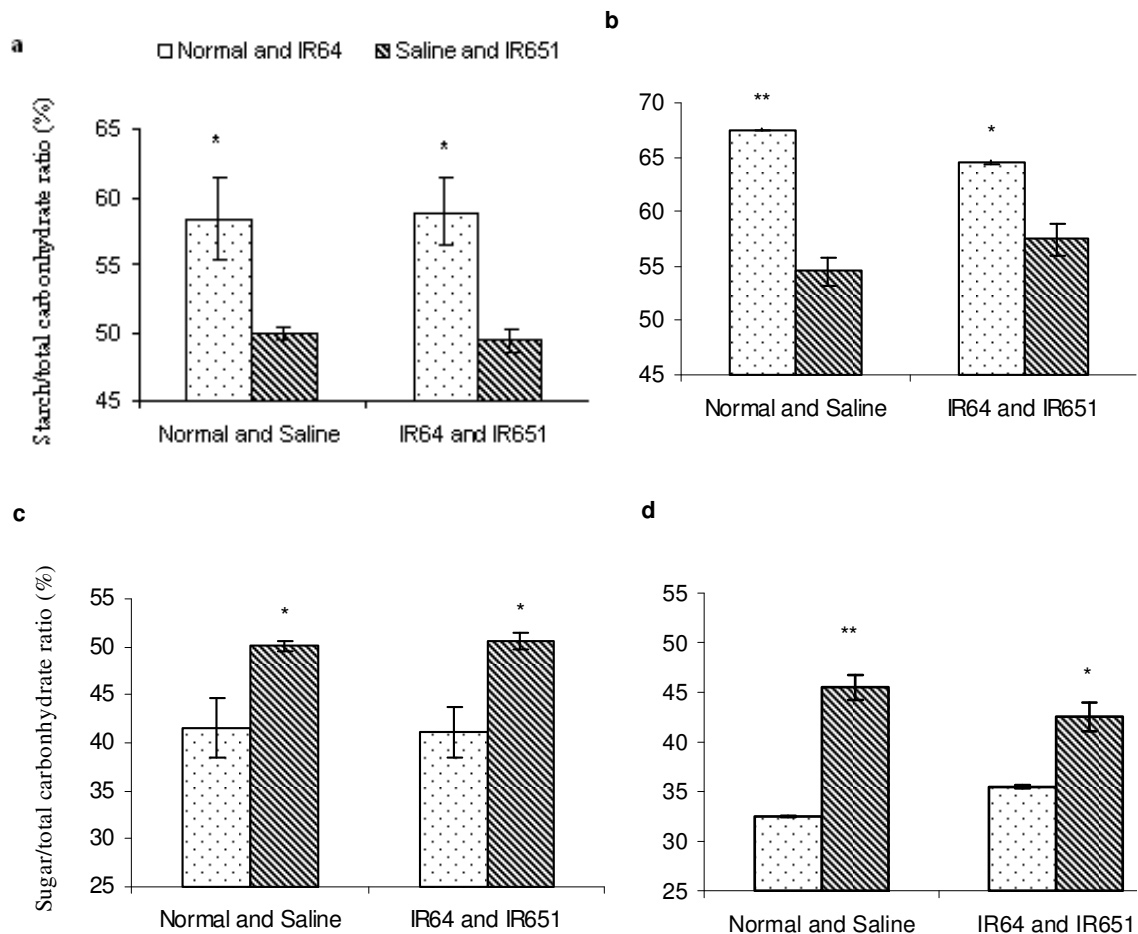 a
Normal and IR64 Saline and IR651
Starch/total carbonhydrate ratio (%)
65
60
55
50
45
* *
Normal and Saline IR64 and IR651
b
70
65
60
55
50
45
** *
Normal and Saline IR64 and IR651
c
Sugar/total carbonhydrate ratio (%)
55
50
45
40
35
30
25
* *
Normal and Saline IR64 and IR651
d
55
50
45
40
35
30
25
** *
Normal and Saline IR64 and IR651